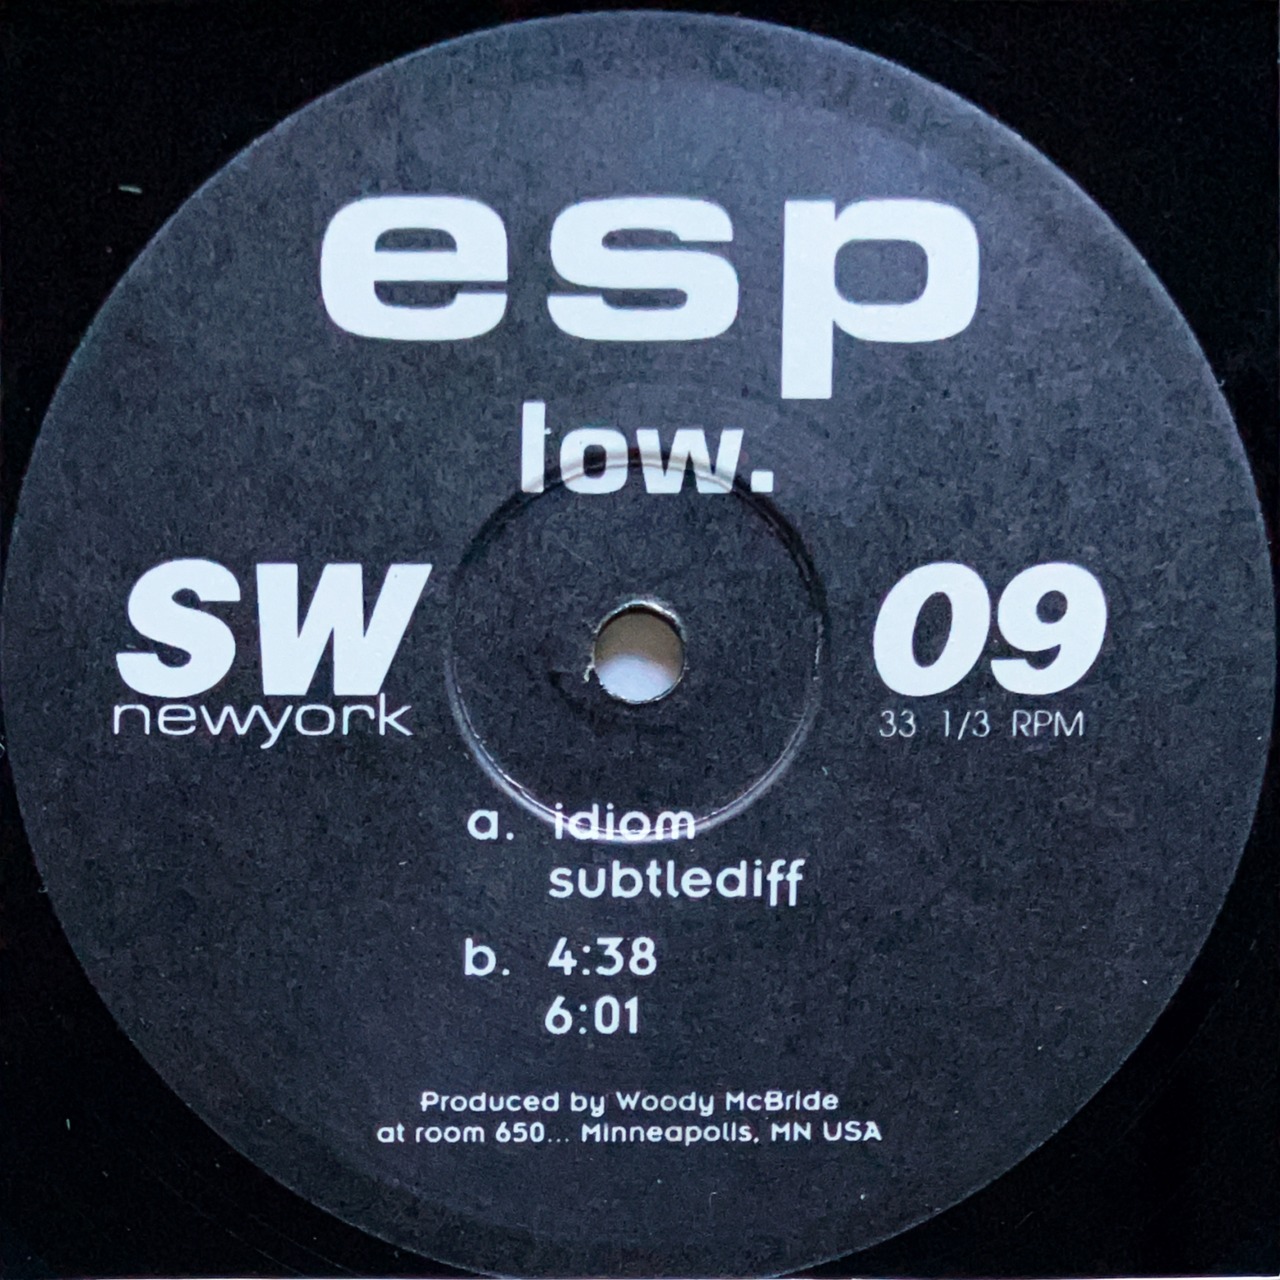 esp
low.
SW
newyork
09
33 1/3 RPM
a. idiom
subtlediff
b. 4:38
6:01
Produced by Woody McBride
at room 650... Minneapolis, MN USA